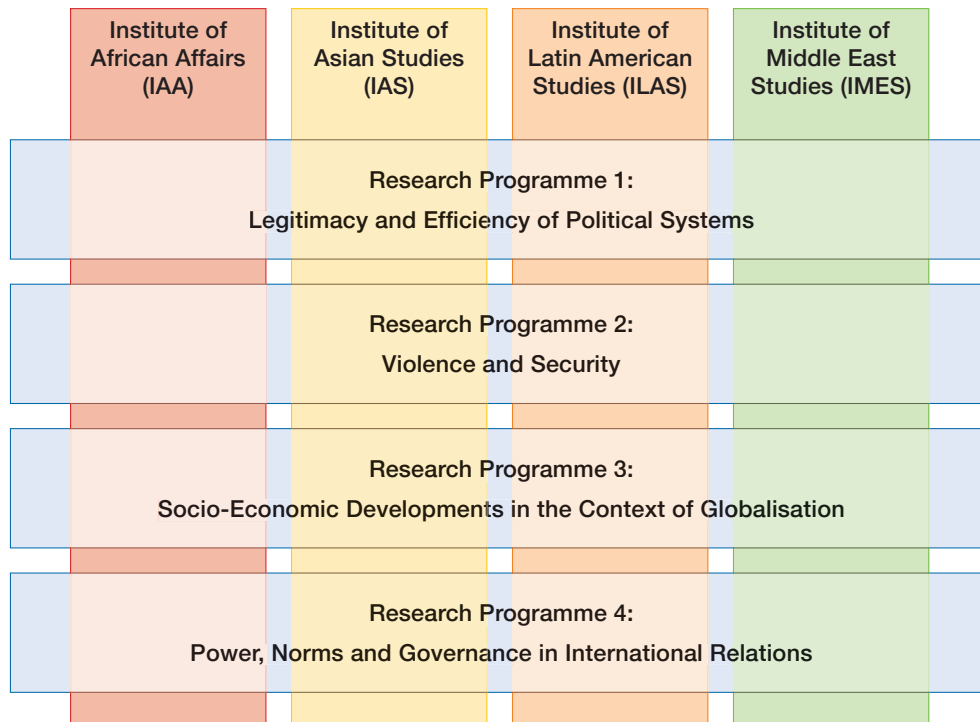 Institute of
African Affairs
(IAA)
Institute of
Asian Studies
(IAS)
Institute of
Latin American
Studies (ILAS)
Institute of
Middle East
Studies (IMES)
Research Programme 1:
Legitimacy and Efficiency of Political Systems
Research Programme 2:
Violence and Security
Research Programme 3:
Socio-Economic Developments in the Context of Globalisation
Research Programme 4:
Power, Norms and Governance in International Relations